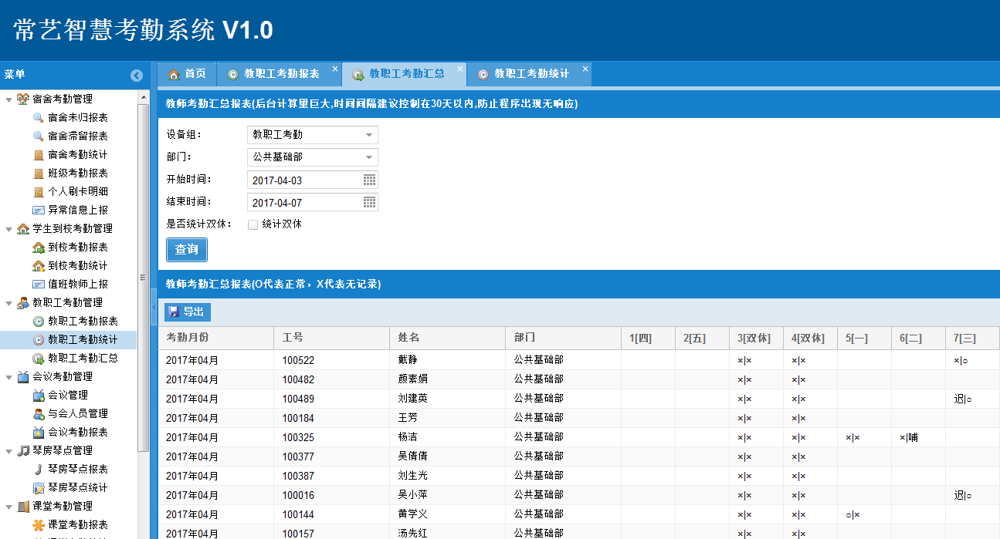 常艺智慧考勤系统 V1.0
菜单
首页
教职工考勤报表
教职工考勤汇总
教职工考勤统计
宿舍考勤管理
宿舍未归报表
宿舍滞留报表
宿舍考勤统计
班级考勤报表
个人刷卡明细
异常信息上报
学生到校考勤管理
到校考勤报表
到校考勤统计
值班教师上报
教职工考勤管理
教职工考勤报表
教职工考勤统计
教职工考勤汇总
会议考勤管理
会议管理
与会人员管理
会议考勤报表
琴房琴点管理
琴房琴点报表
琴房琴点统计
课堂考勤管理
课堂考勤报表
教师考勤汇总报表(后台计算量巨大,时间间隔建议控制在30天以内,防止程序出现无响应)
设备组： 教职工考勤
部门： 公共基础部
开始时间： 2017-04-03
结束时间： 2017-04-07
是否统计双休： 统计双休
查询
教师考勤汇总报表(O代表正常，X代表无记录)
导出
考勤月份 工号 姓名 部门 1[四] 2[五] 3[双休] 4[双休] 5[一] 6[二] 7[三]
2017年04月 100522 戴静 公共基础部 ×|× ×|× ×|○
2017年04月 100482 颜素娟 公共基础部 ×|× ×|×
2017年04月 100489 刘建英 公共基础部 ×|× ×|× 迟|○
2017年04月 100184 王芳 公共基础部 ×|× ×|×
2017年04月 100325 杨洁 公共基础部 ×|× ×|× ×|× ×|哺
2017年04月 100377 吴倩倩 公共基础部 ×|× ×|×
2017年04月 100387 刘生光 公共基础部 ×|× ×|×
2017年04月 100016 吴小萍 公共基础部 ×|× ×|× 迟|○
2017年04月 100144 黄学义 公共基础部 ×|× ×|× ○|×
2017年04月 100157 汤先红 公共基础部 ×|× ×|×